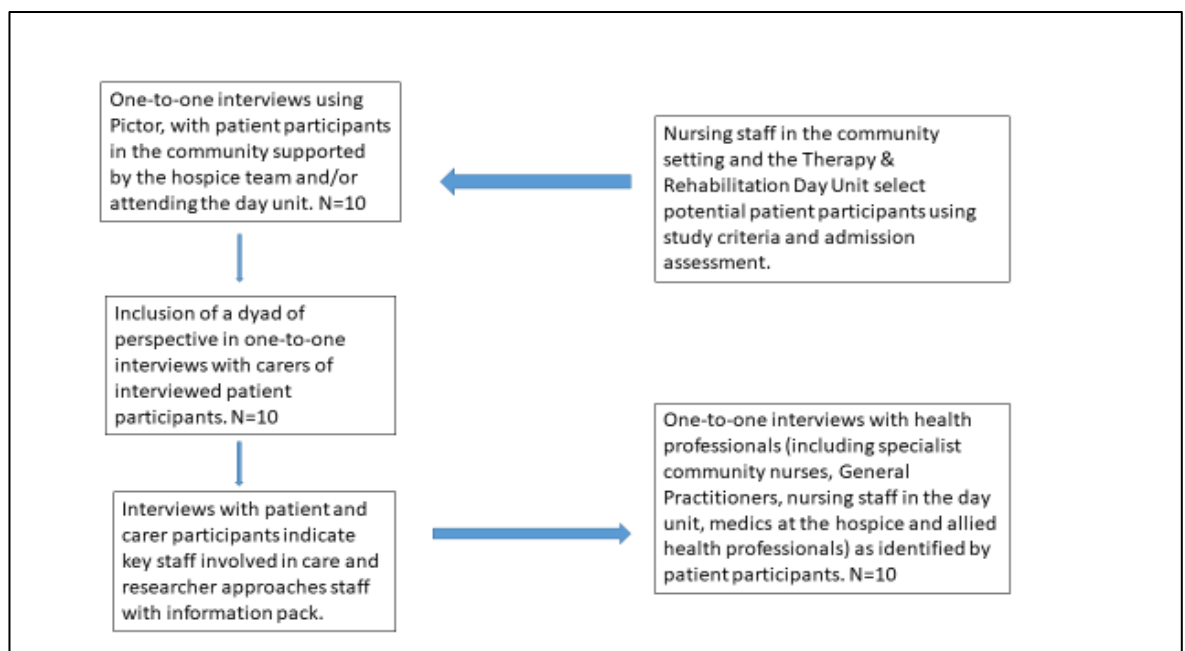 One-to-one interviews using
Pictor, with patient participants
in the community supported
by the hospice team and/or
attending the day unit. N=10
Nursing staff in the community
setting and the Therapy &
Rehabilitation Day Unit select
potential patient participants using
study criteria and admission
assessment.
Inclusion of a dyad of
perspective in one-to-one
interviews with carers of
interviewed patient
participants. N=10
Interviews with patient and
carer participants indicate
key staff involved in care and
researcher approaches staff
with information pack.
One-to-one interviews with health
professionals (including specialist
community nurses, General
Practitioners, nursing staff in the day
unit, medics at the hospice and allied
health professionals) as identified by
patient participants. N=10